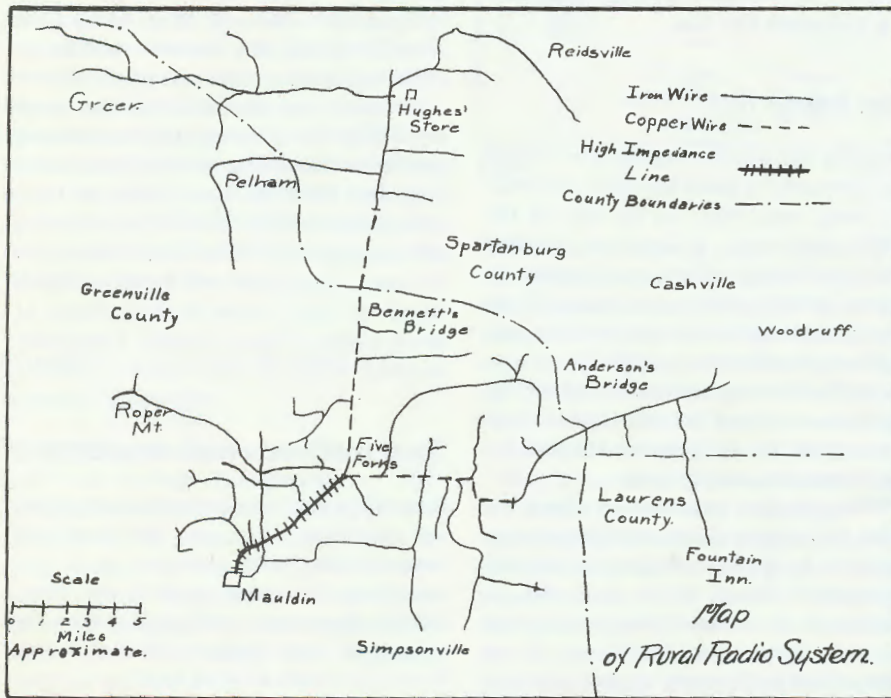 Reidsville
Greer
Hughes'
Store
Iron Wire
Copper Wire
High Impedance
Line
County Boundaries
Pelham
Spartanburg
County
Greenville
County
Cashville
Bennett's
Bridge
Woodruff
Anderson's
Bridge
Roper
Mt.
Five
Forks
Laurens
County.
Fountain
Inn.
Mauldin
Simpsonville
Scale
0 1 2 3 4 5
Miles
Approximate.
Map
of Rural Radio System.